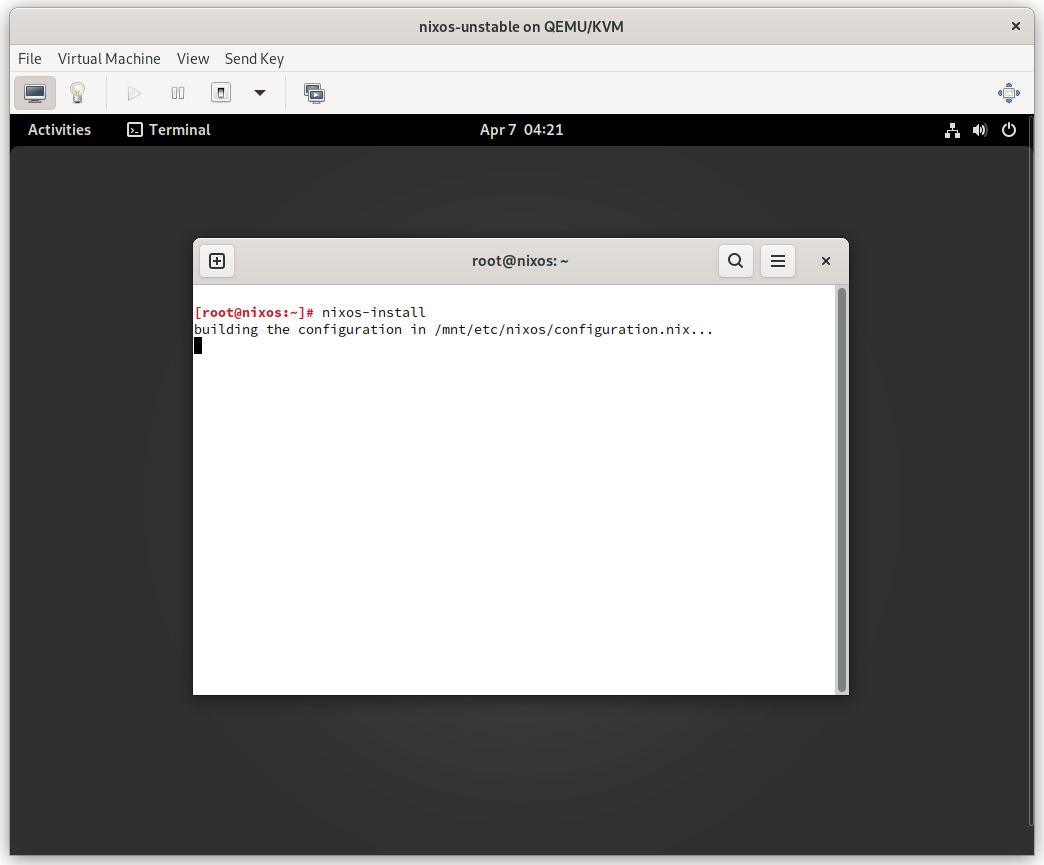 nixos-unstable on QEMU/KVM
File Virtual Machine View Send Key
Activities Terminal Apr 7 04:21
root@nixos: ~
[root@nixos:~]# nixos-install
building the configuration in /mnt/etc/nixos/configuration.nix...